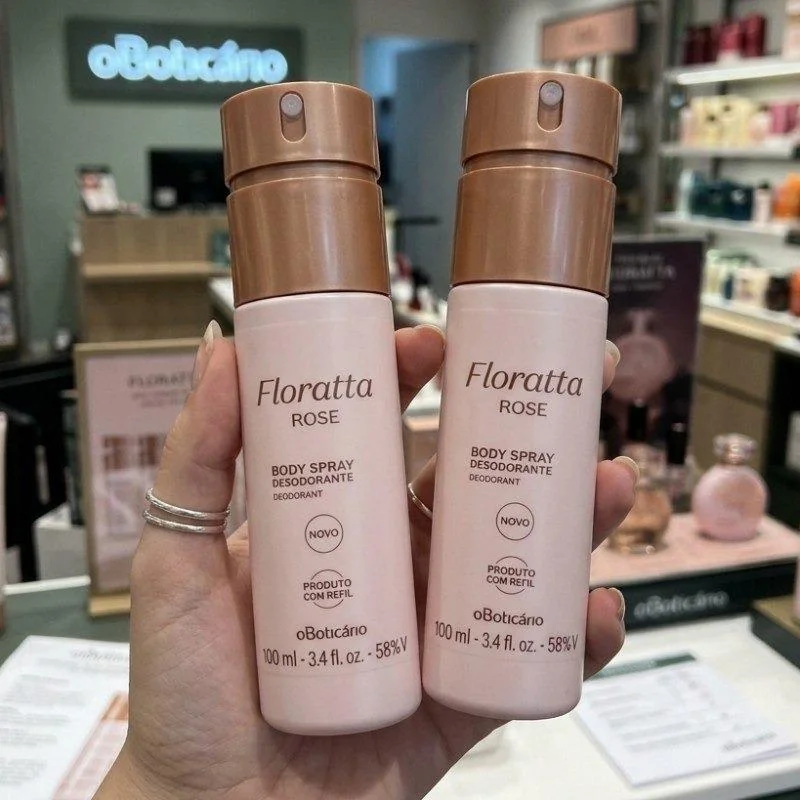 oBoticário
FLORATTA
Floratta
ROSE
BODY SPRAY
DESODORANTE
DEODORANT
NOVO
PRODUTO
COM REFIL
oBoticário
100 ml - 3.4 fl. oz. - 58%V
Floratta
ROSE
BODY SPRAY
DESODORANTE
DEODORANT
NOVO
PRODUTO
COM REFIL
oBoticário
100 ml - 3.4 fl. oz. - 58%V
oBoticário